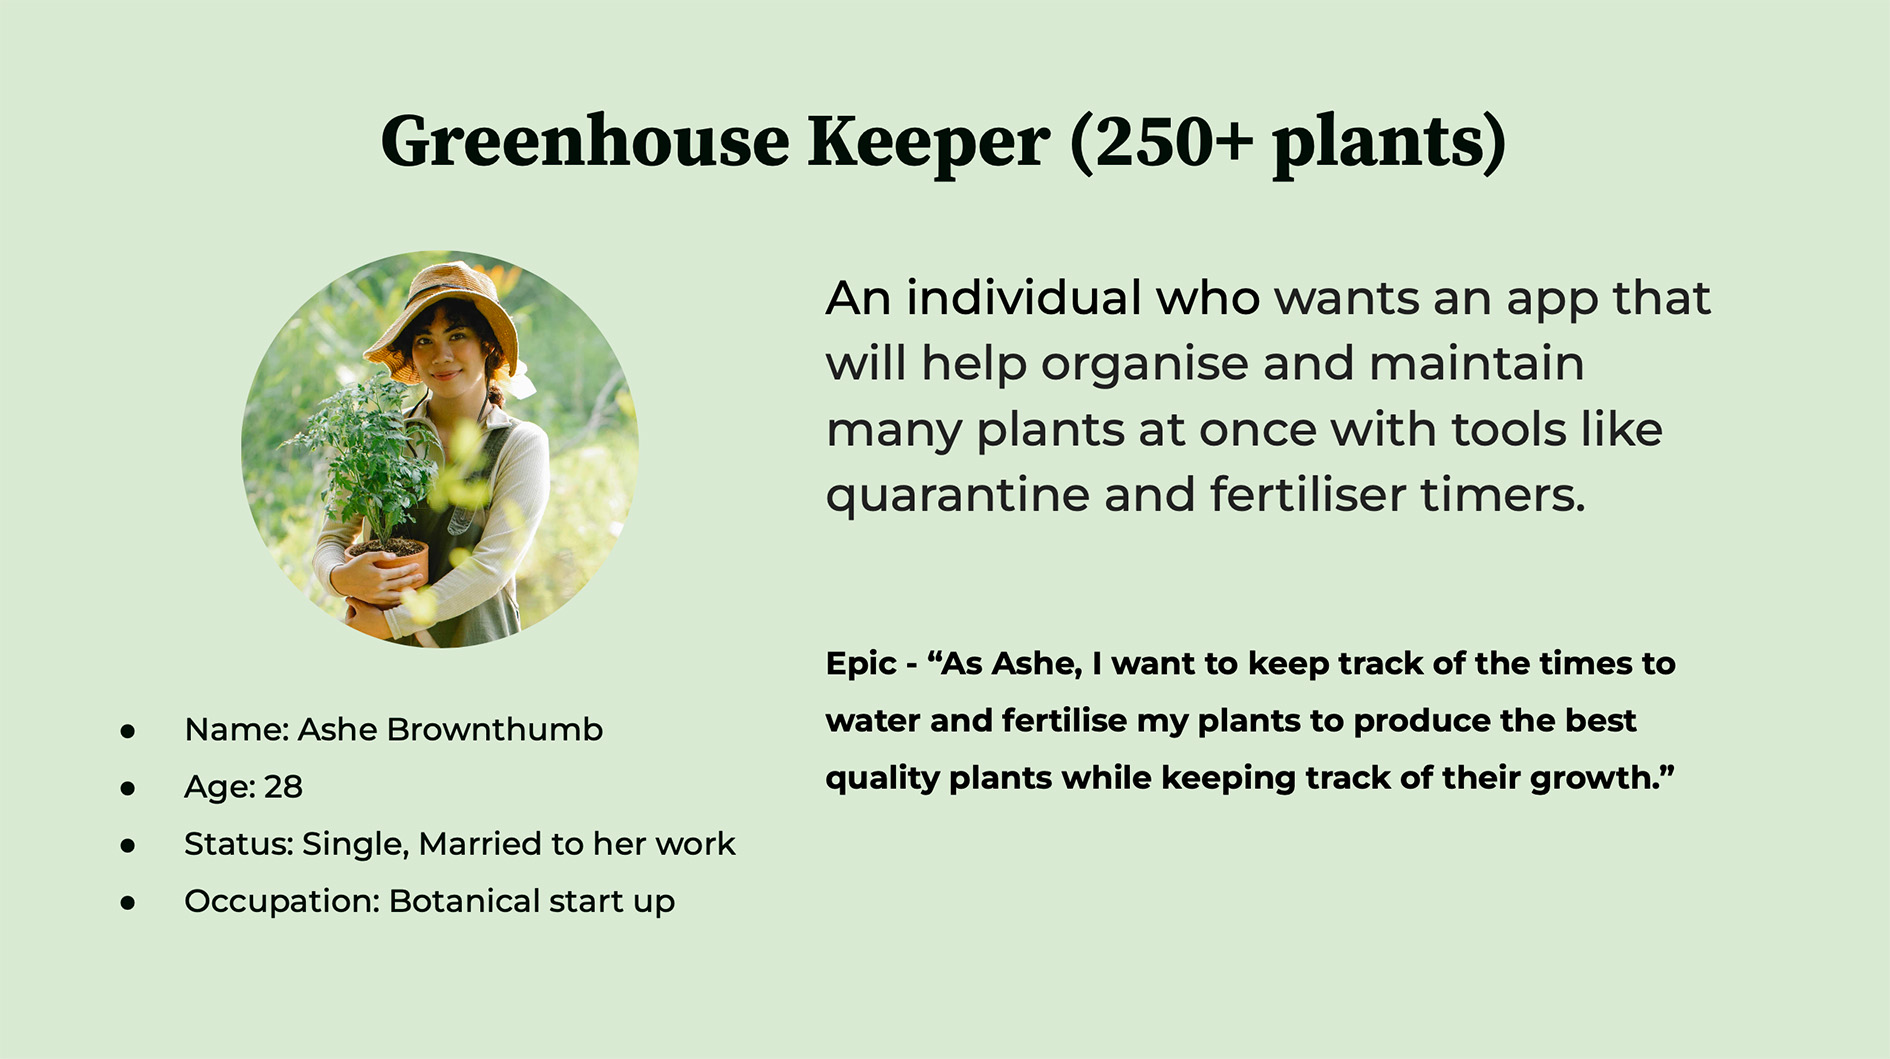 Greenhouse Keeper (250+ plants)
An individual who wants an app that
will help organise and maintain
many plants at once with tools like
quarantine and fertiliser timers.
Epic - “As Ashe, I want to keep track of the times to
water and fertilise my plants to produce the best
quality plants while keeping track of their growth.”
● Name: Ashe Brownthumb
● Age: 28
● Status: Single, Married to her work
● Occupation: Botanical start up